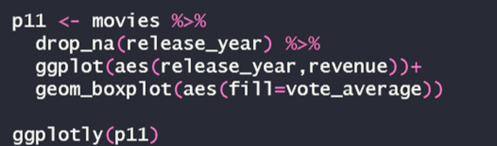 p11 <- movies %>%
drop_na(release_year) %>%
ggplot(aes(release_year,revenue))+
geom_boxplot(aes(fill=vote_average))
ggplotly(p11)